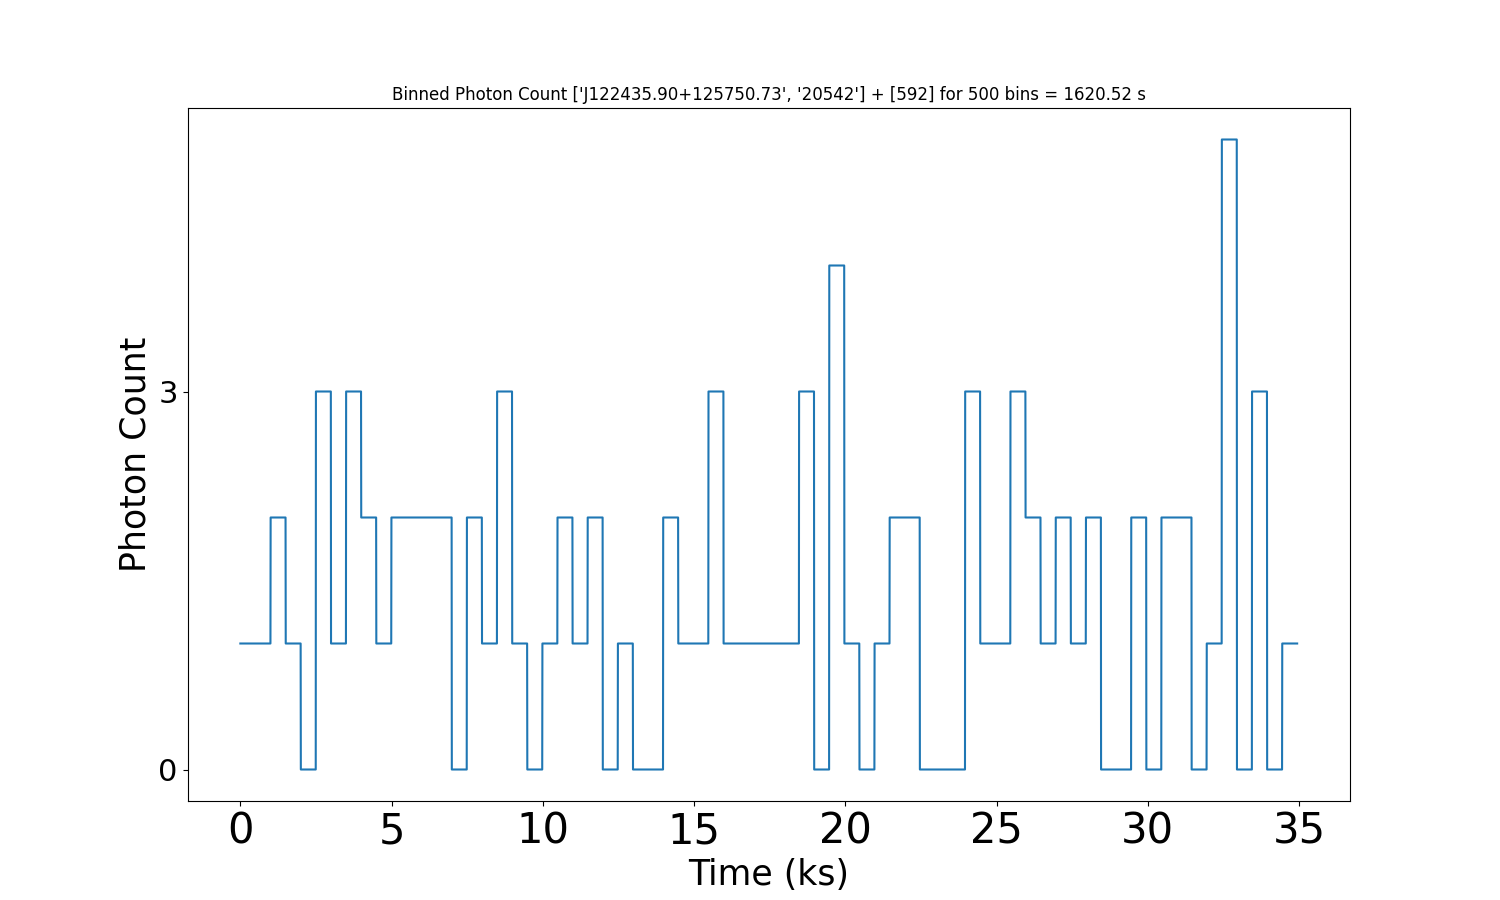 Binned Photon Count ['J122435.90+125750.73', '20542'] + [592] for 500 bins = 1620.52 s
Photon Count
3
0
0 5 10 15 20 25 30 35
Time (ks)